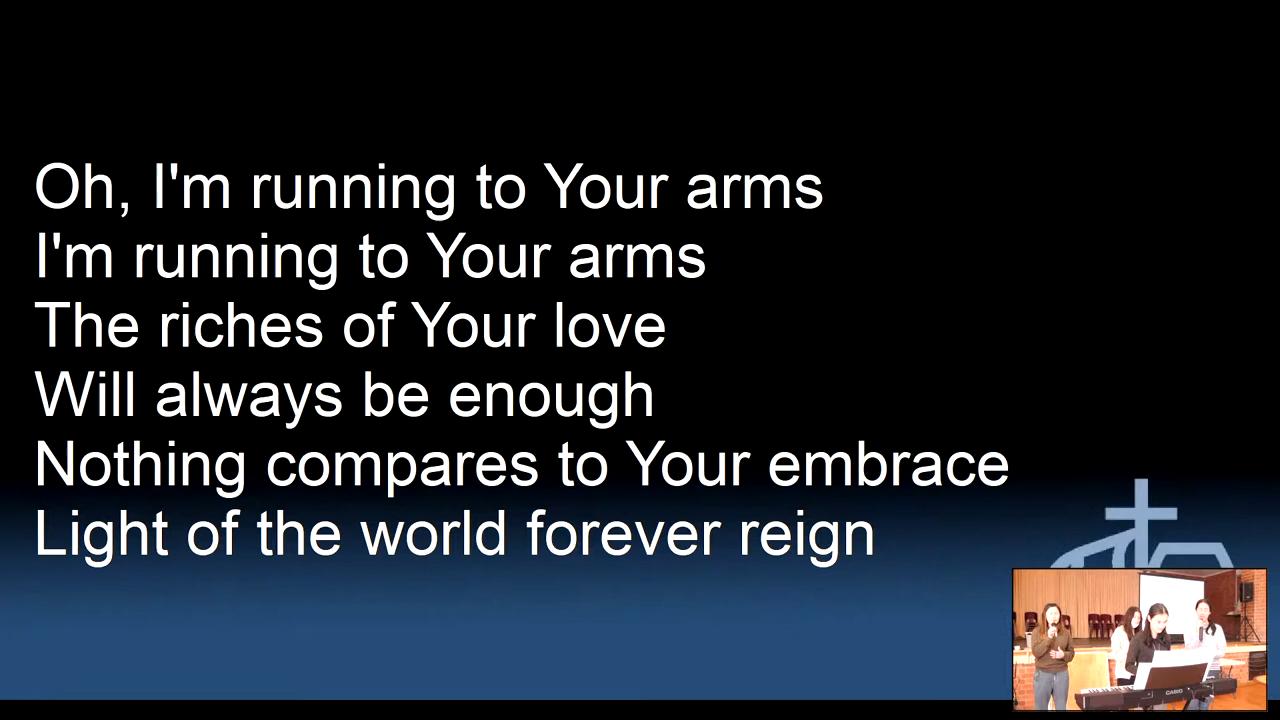 Oh, I'm running to Your arms
I'm running to Your arms
The riches of Your love
Will always be enough
Nothing compares to Your embrace
Light of the world forever reign
CASIO